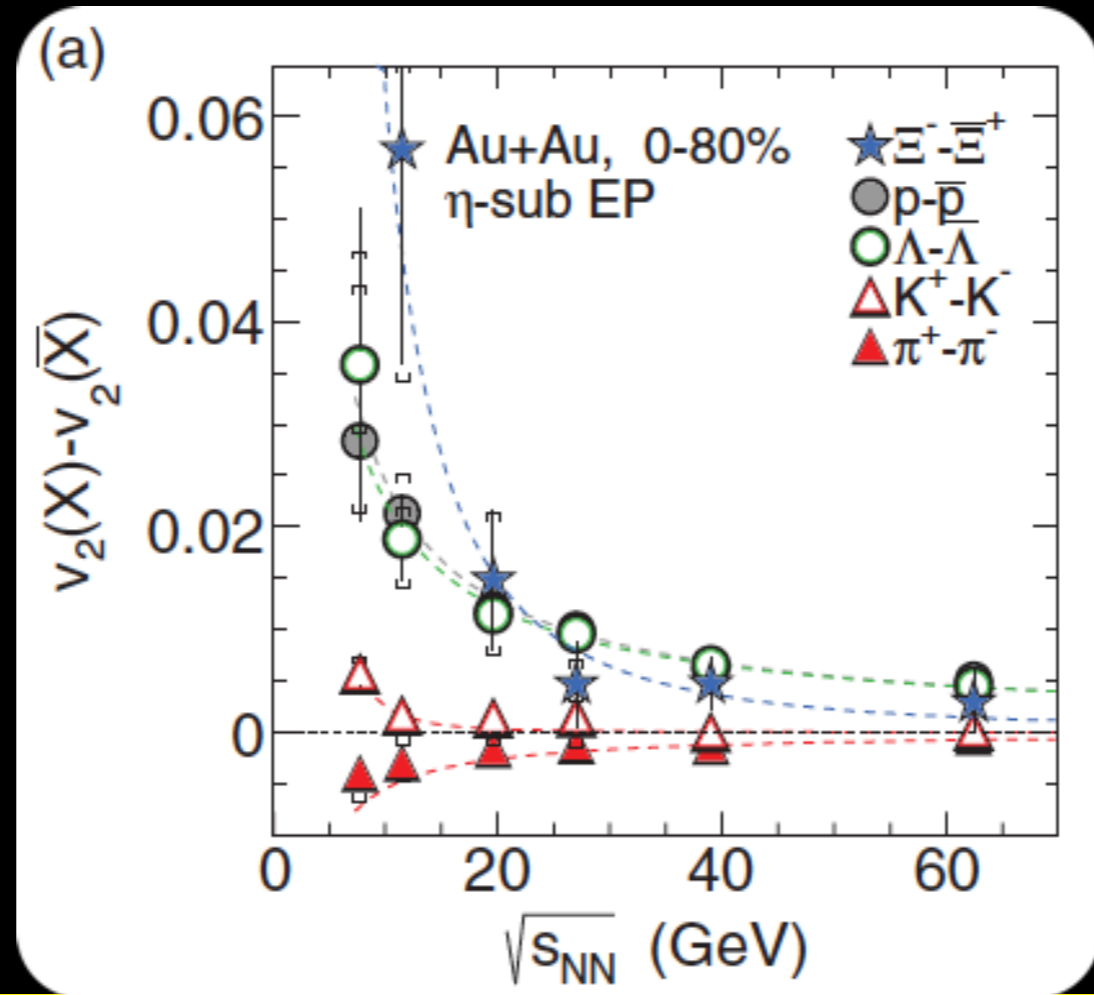 (a)
0.06
0.04
0.02
0
v₂(X)-v₂(X̅)
Au+Au, 0-80%
η-sub EP
Ξ⁻-Ξ̅⁺
p-p̅
Λ-Λ̅
K⁺-K⁻
π⁺-π⁻
0 20 40 60
√sNN (GeV)